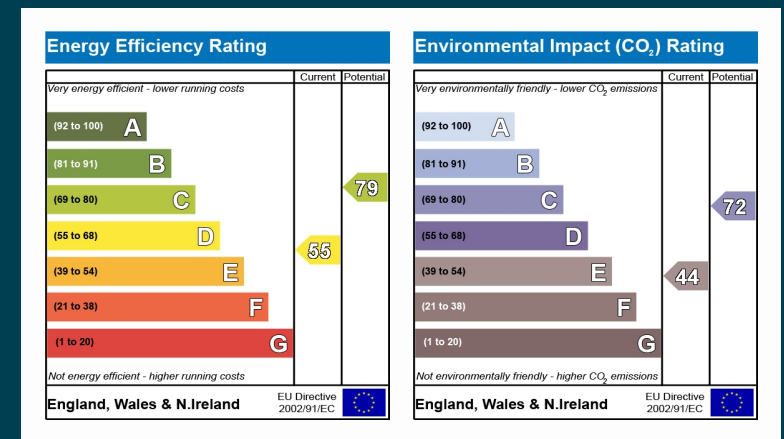 Energy Efficiency Rating
Current Potential
Very energy efficient - lower running costs
(92 to 100) A
(81 to 91) B
(69 to 80) C
79
(55 to 68) D
55
(39 to 54) E
(21 to 38) F
(1 to 20) G
Not energy efficient - higher running costs
England, Wales & N.Ireland
EU Directive
2002/91/EC
Environmental Impact (CO₂) Rating
Current Potential
Very environmentally friendly - lower CO₂ emissions
(92 to 100) A
(81 to 91) B
(69 to 80) C
72
(55 to 68) D
(39 to 54) E
44
(21 to 38) F
(1 to 20) G
Not environmentally friendly - higher CO₂ emissions
England, Wales & N.Ireland
EU Directive
2002/91/EC